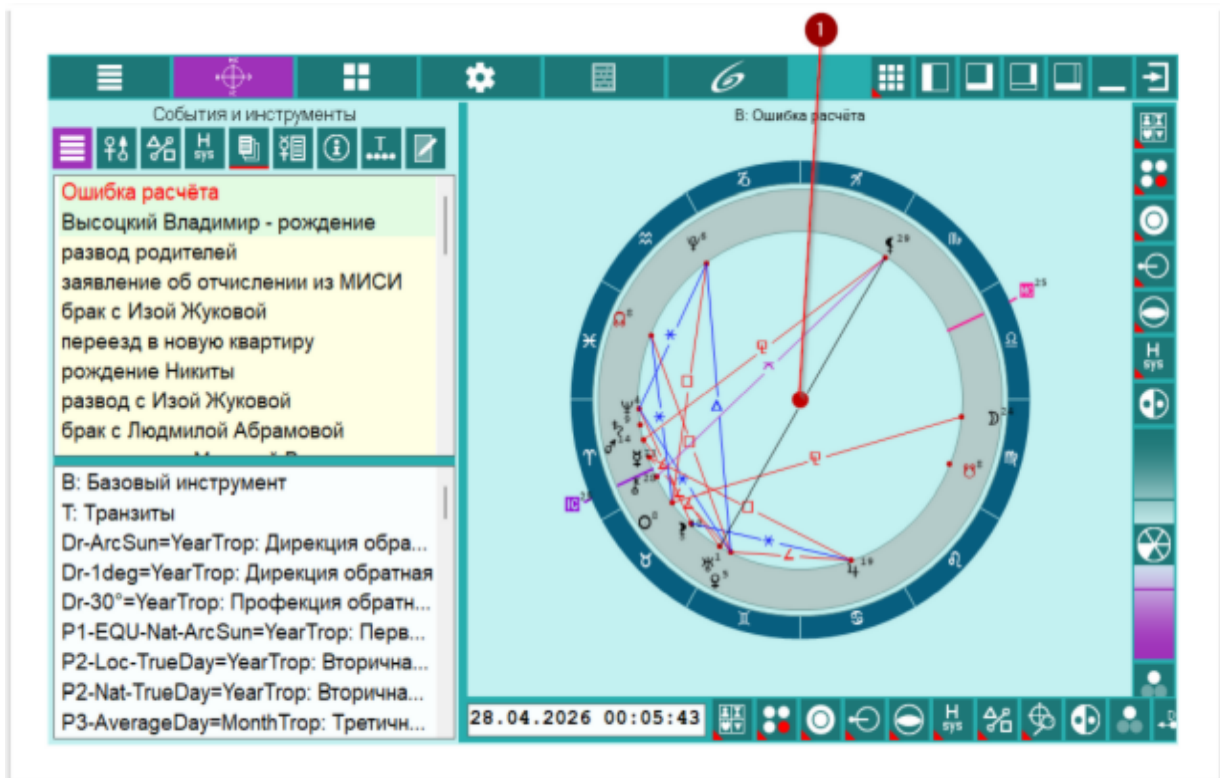 1
События и инструменты
H
sys
T
Ошибка расчёта
Высоцкий Владимир - рождение
развод родителей
заявление об отчислении из МИСИ
брак с Изой Жуковой
переезд в новую квартиру
рождение Никиты
развод с Изой Жуковой
брак с Людмилой Абрамовой
B: Базовый инструмент
T: Транзиты
Dr-ArcSun=YearTrop: Дирекция обра...
Dr-1deg=YearTrop: Дирекция обратная
Dr-30°=YearTrop: Профекция обратн...
P1-EQU-Nat-ArcSun=YearTrop: Перв...
P2-Loc-TrueDay=YearTrop: Вторична...
P2-Nat-TrueDay=YearTrop: Вторична...
P3-AverageDay=MonthTrop: Третичн...
B: Ошибка расчёта
29
MC 25
19
IC
H
sys
28.04.2026 00:05:43
H
sys